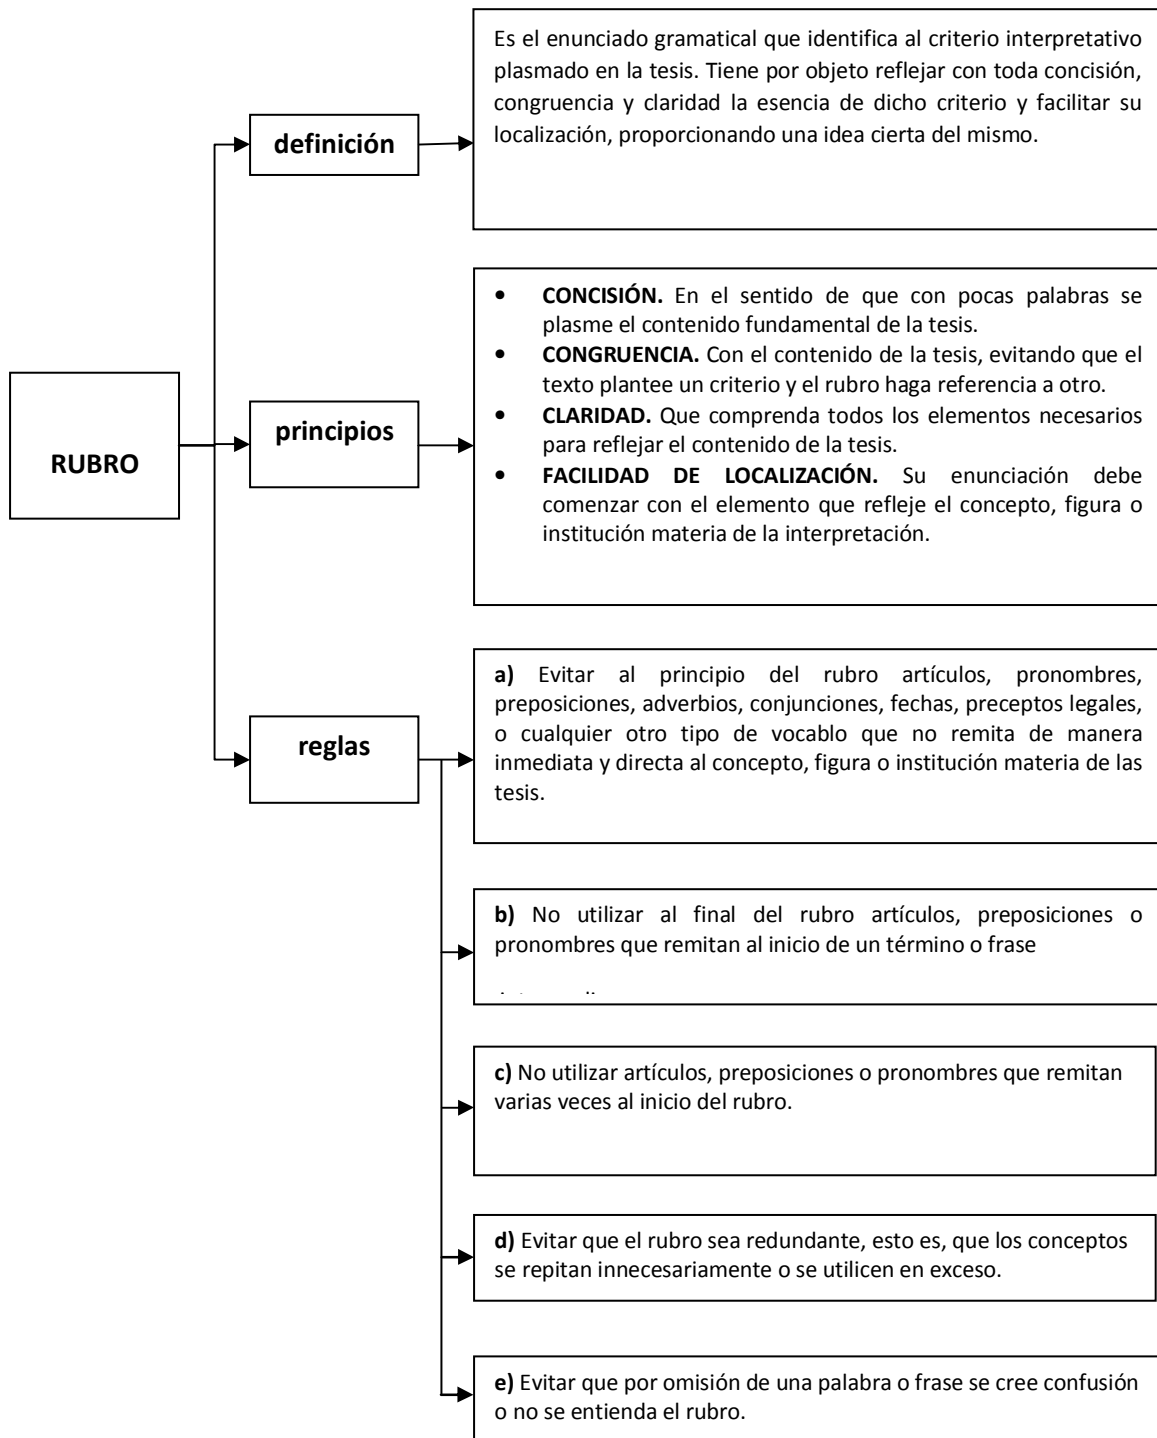 Es el enunciado gramatical que identifica al criterio interpretativo
plasmado en la tesis. Tiene por objeto reflejar con toda concisión,
congruencia y claridad la esencia de dicho criterio y facilitar su
localización, proporcionando una idea cierta del mismo.
definición
• CONCISIÓN. En el sentido de que con pocas palabras se
plasme el contenido fundamental de la tesis.
• CONGRUENCIA. Con el contenido de la tesis, evitando que el
texto plantee un criterio y el rubro haga referencia a otro.
• CLARIDAD. Que comprenda todos los elementos necesarios
para reflejar el contenido de la tesis.
• FACILIDAD DE LOCALIZACIÓN. Su enunciación debe
comenzar con el elemento que refleje el concepto, figura o
institución materia de la interpretación.
principios
RUBRO
a) Evitar al principio del rubro artículos, pronombres,
preposiciones, adverbios, conjunciones, fechas, preceptos legales,
o cualquier otro tipo de vocablo que no remita de manera
inmediata y directa al concepto, figura o institución materia de las
tesis.
reglas
b) No utilizar al final del rubro artículos, preposiciones o
pronombres que remitan al inicio de un término o frase
c) No utilizar artículos, preposiciones o pronombres que remitan
varias veces al inicio del rubro.
d) Evitar que el rubro sea redundante, esto es, que los conceptos
se repitan innecesariamente o se utilicen en exceso.
e) Evitar que por omisión de una palabra o frase se cree confusión
o no se entienda el rubro.